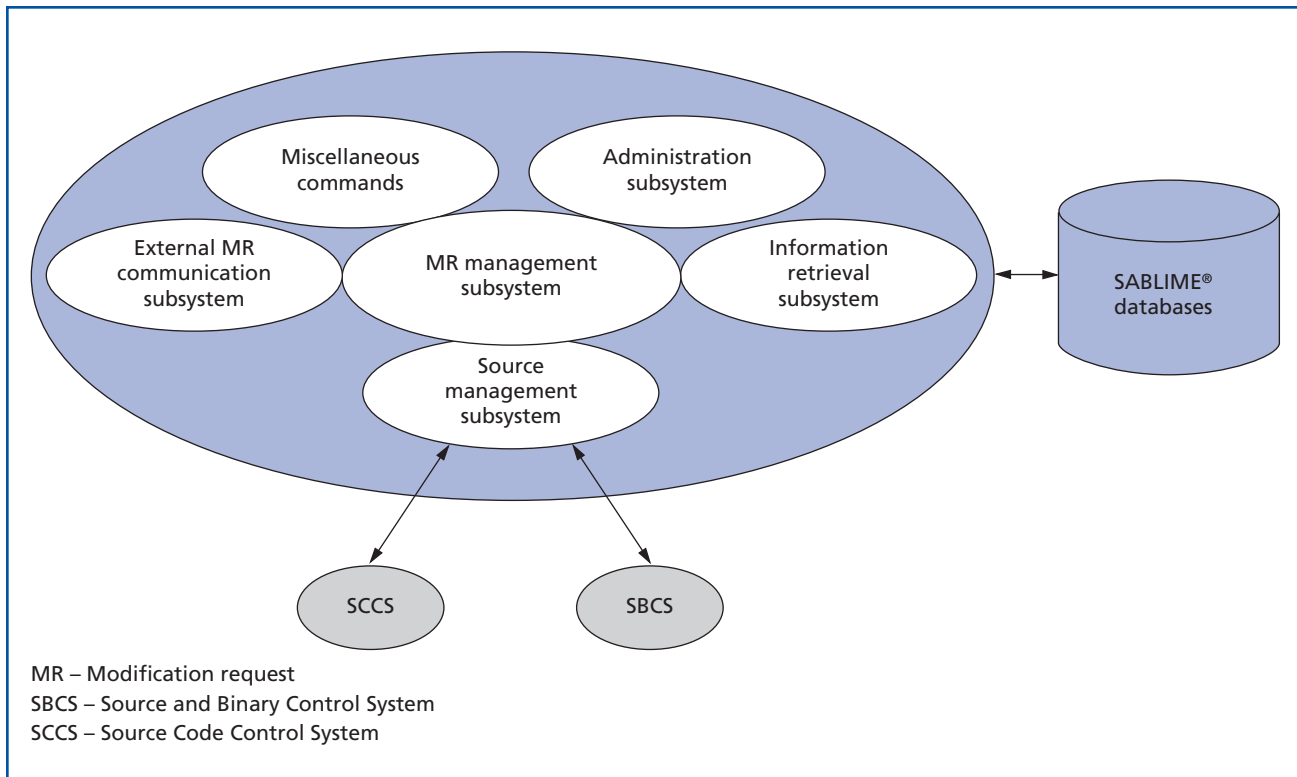 Miscellaneous
commands
Administration
subsystem
External MR
communication
subsystem
MR management
subsystem
Information
retrieval
subsystem
SABLIME®
databases
Source
management
subsystem
SCCS
SBCS
MR – Modification request
SBCS – Source and Binary Control System
SCCS – Source Code Control System